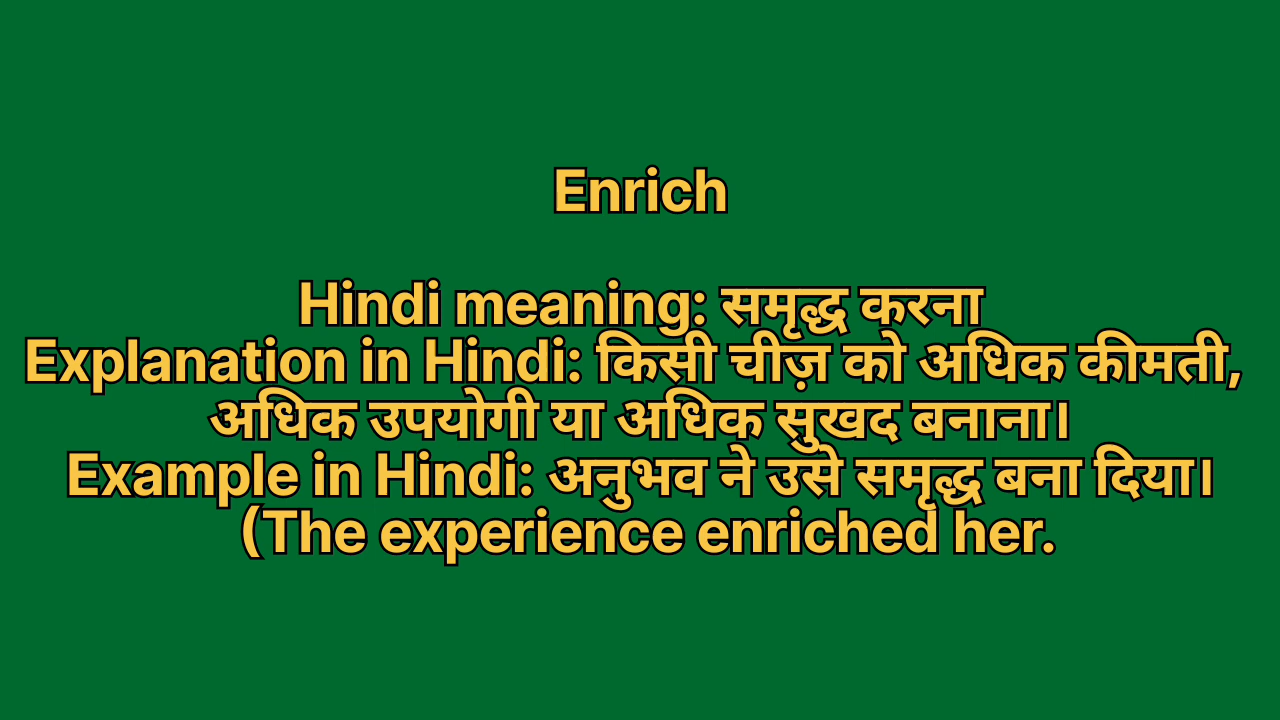 Enrich
Hindi meaning: समृद्ध करना
Explanation in Hindi: किसी चीज़ को अधिक कीमती,
अधिक उपयोगी या अधिक सुखद बनाना।
Example in Hindi: अनुभव ने उसे समृद्ध बना दिया।
(The experience enriched her.